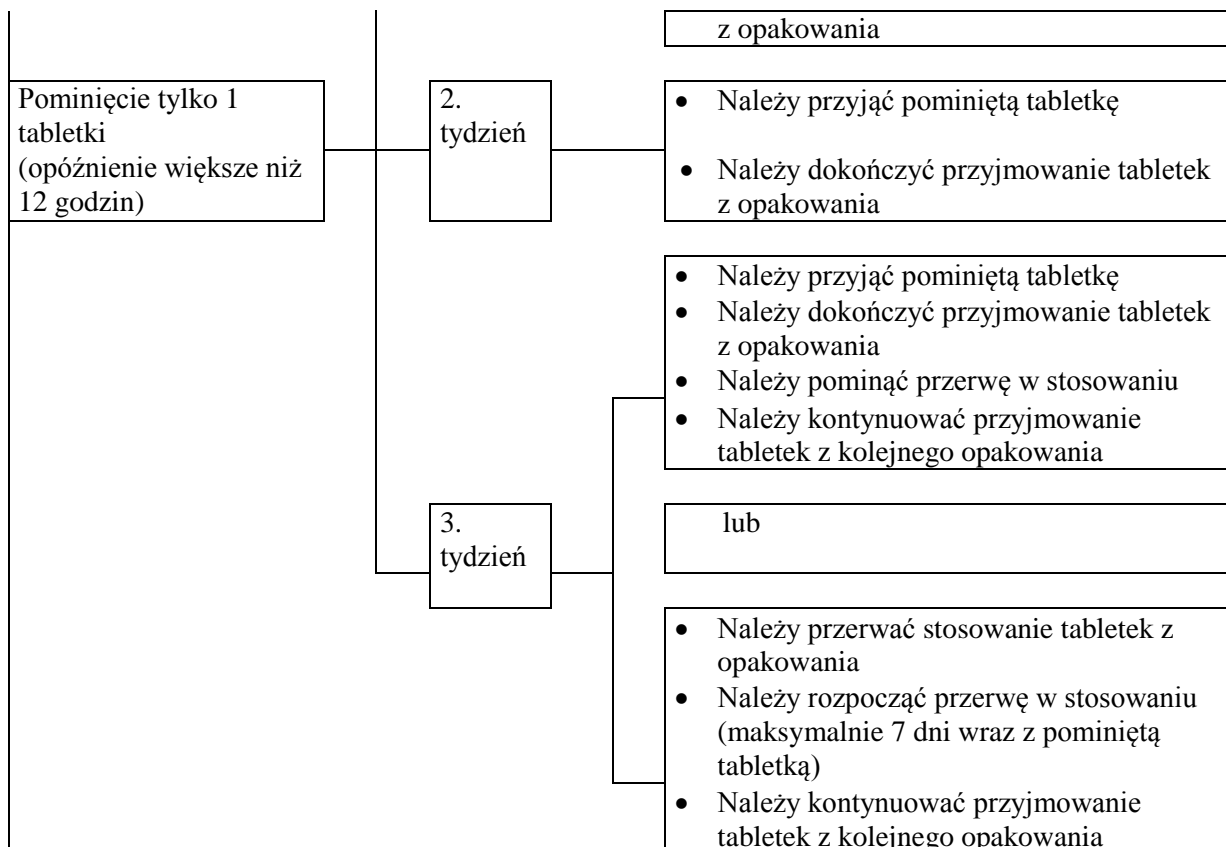 z opakowania
Pominięcie tylko 1
tabletki
(opóźnienie większe niż
12 godzin)
2.
tydzień
• Należy przyjąć pominiętą tabletkę
• Należy dokończyć przyjmowanie tabletek
z opakowania
• Należy przyjąć pominiętą tabletkę
• Należy dokończyć przyjmowanie tabletek
z opakowania
• Należy pominąć przerwę w stosowaniu
• Należy kontynuować przyjmowanie
tabletek z kolejnego opakowania
3.
tydzień
lub
• Należy przerwać stosowanie tabletek z
opakowania
• Należy rozpocząć przerwę w stosowaniu
(maksymalnie 7 dni wraz z pominiętą
tabletką)
• Należy kontynuować przyjmowanie
tabletek z kolejnego opakowania